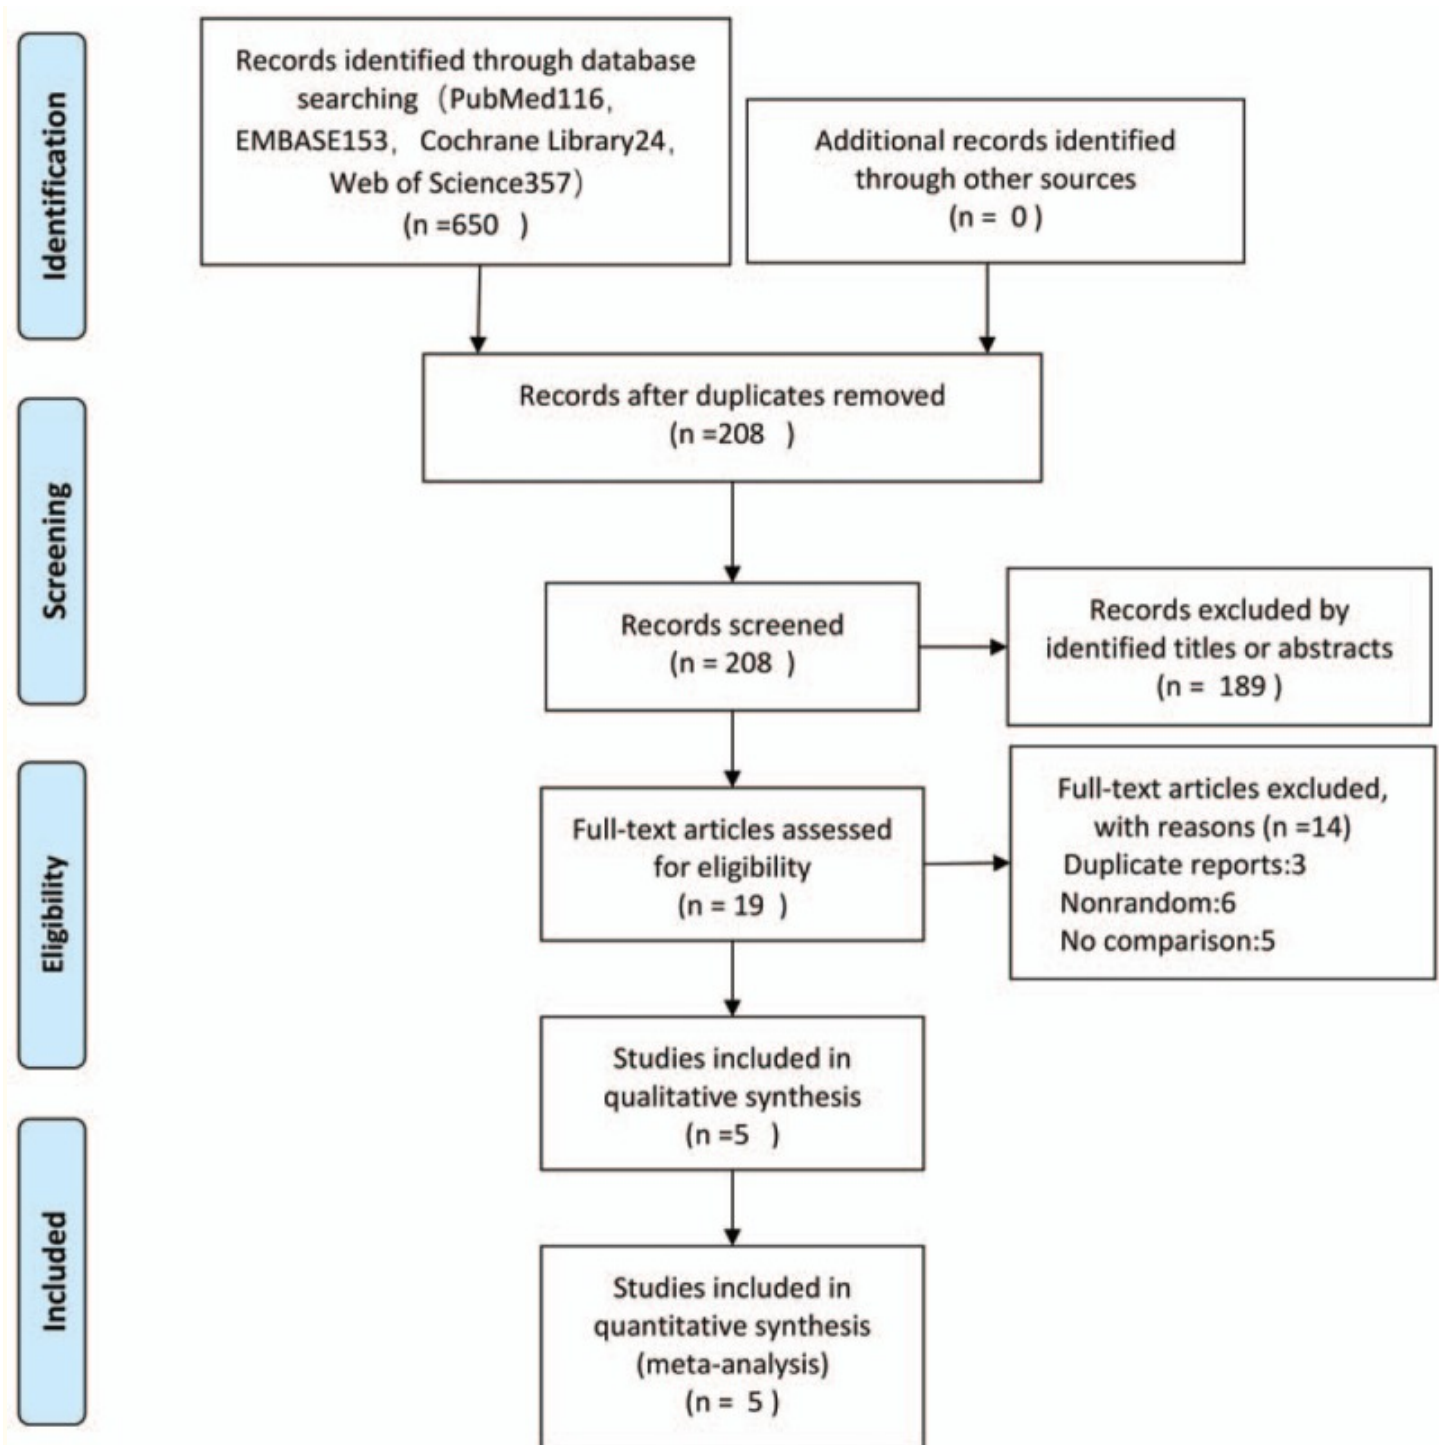 Identification
Records identified through database
searching（PubMed116,
EMBASE153, Cochrane Library24,
Web of Science357）
(n =650 )
Additional records identified
through other sources
(n = 0 )
Screening
Records after duplicates removed
(n =208 )
Records screened
(n = 208 )
Records excluded by
identified titles or abstracts
(n = 189 )
Eligibility
Full-text articles assessed
for eligibility
(n = 19 )
Full-text articles excluded,
with reasons (n =14)
Duplicate reports:3
Nonrandom:6
No comparison:5
Studies included in
qualitative synthesis
(n =5 )
Included
Studies included in
quantitative synthesis
(meta-analysis)
(n = 5 )